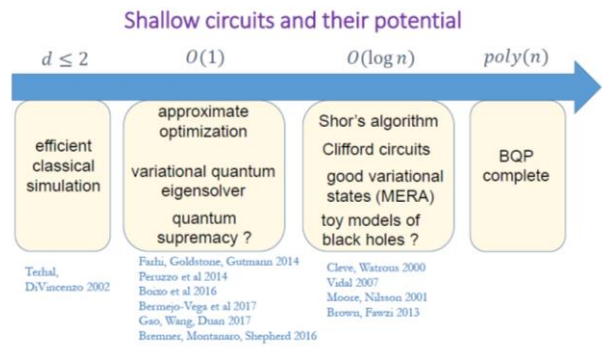 Shallow circuits and their potential
d ≤ 2
O(1)
O(log n)
poly(n)
efficient
classical
simulation
approximate
optimization
variational quantum
eigensolver
quantum
supremacy ?
Shor's algorithm
Clifford circuits
good variational
states (MERA)
toy models of
black holes ?
BQP
complete
Terhal,
DiVincenzo 2002
Farhi, Goldstone, Gutmann 2014
Peruzzo et al 2014
Boixo et al 2016
Bermejo-Vega et al 2017
Gao, Wang, Duan 2017
Bremner, Montanaro, Shepherd 2016
Cleve, Watrous 2000
Vidal 2007
Moore, Nilsson 2001
Brown, Fawzi 2013